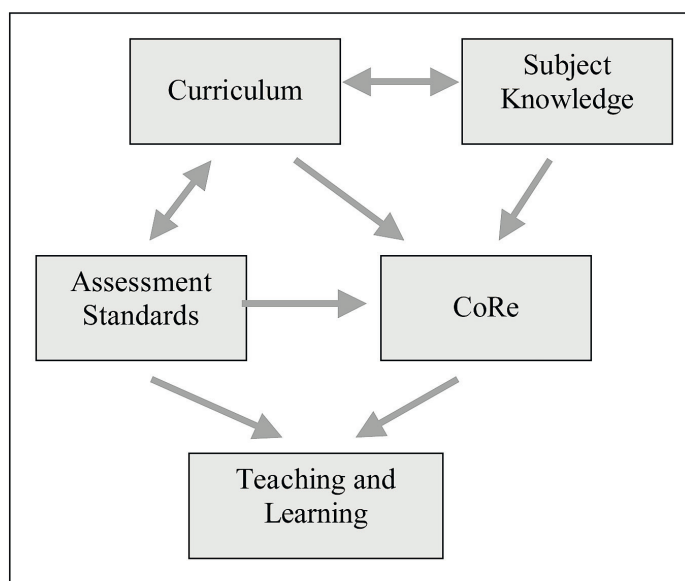 Curriculum
Subject
Knowledge
Assessment
Standards
CoRe
Teaching and
Learning